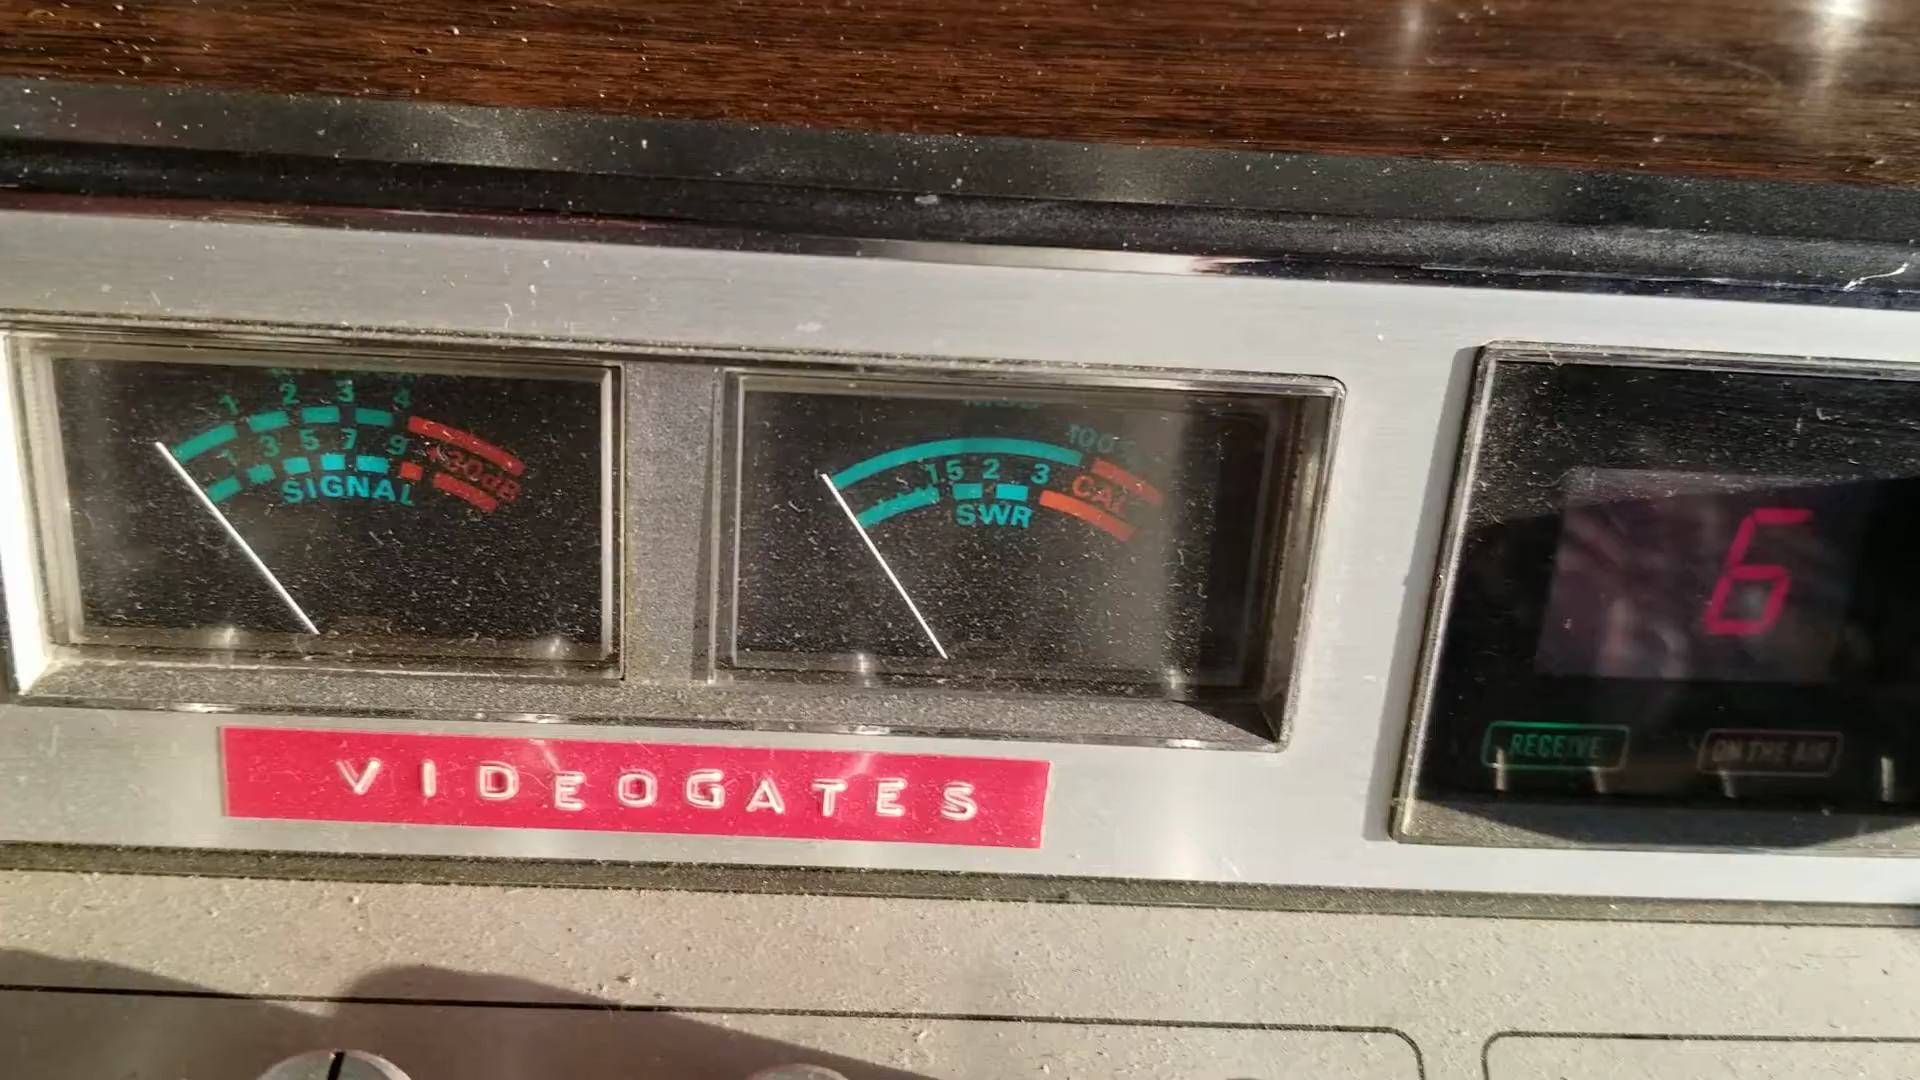 1 2 3 4
1 3 5 7 9 +30dB
SIGNAL
100%
1.5 2 3 CAL
SWR
6
RECEIVE ON THE AIR
VIDEOGATES